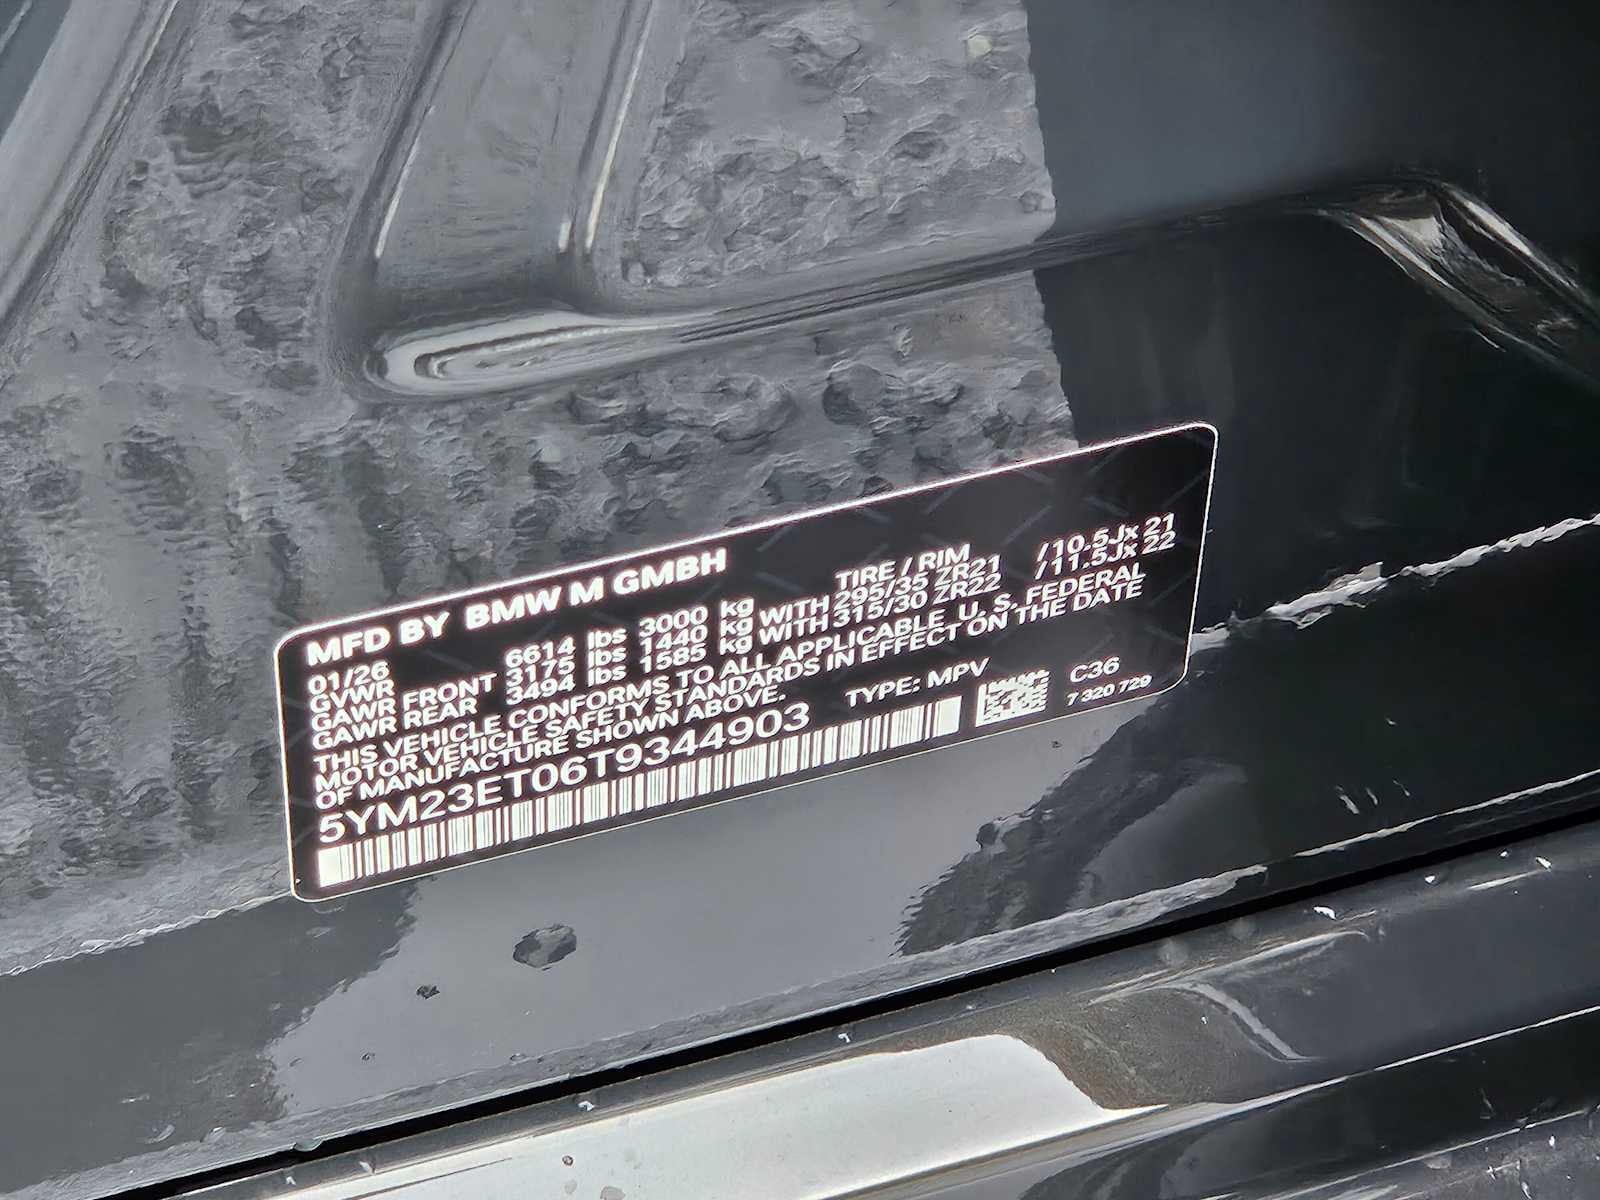 MFD BY BMW M GMBH
01/26 TIRE / RIM
GVWR 6614 lbs 3000 kg
GAWR FRONT 3175 lbs 1440 kg WITH 295/35 ZR21 /10.5Jx 21
GAWR REAR 3494 lbs 1585 kg WITH 315/30 ZR22 /11.5Jx 22
THIS VEHICLE CONFORMS TO ALL APPLICABLE U. S. FEDERAL
MOTOR VEHICLE SAFETY STANDARDS IN EFFECT ON THE DATE
OF MANUFACTURE SHOWN ABOVE.
5YM23ET06T9344903 TYPE: MPV C36
7 320 729